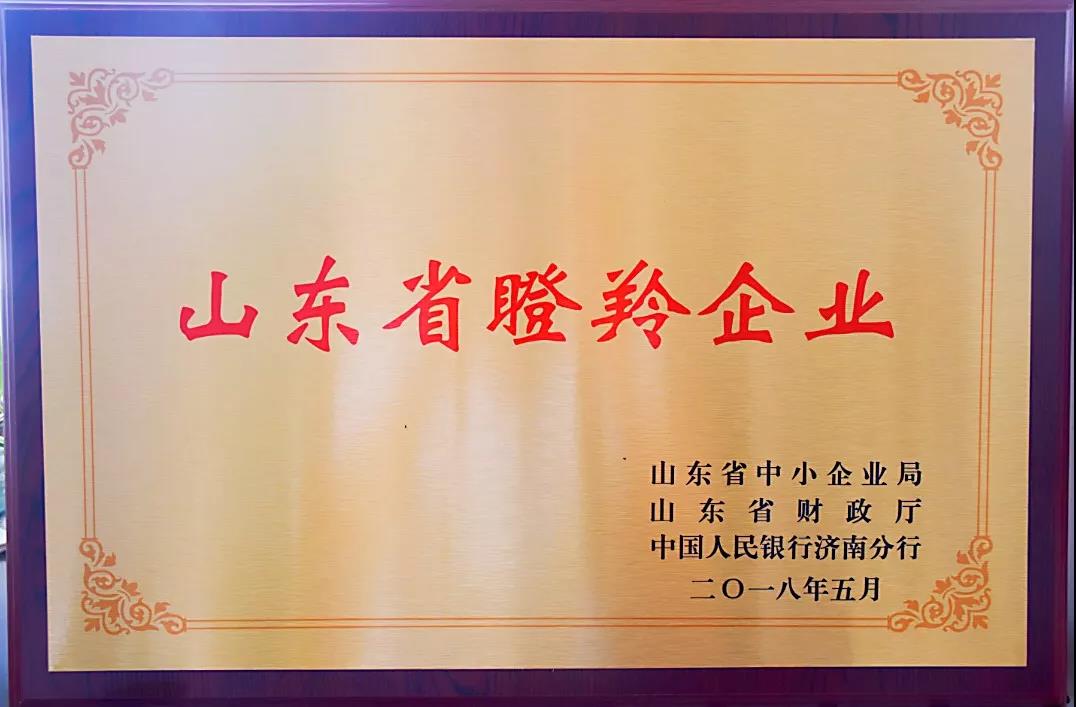 山东省瞪羚企业
山东省中小企业局
山东省财政厅
中国人民银行济南分行
二〇一八年五月